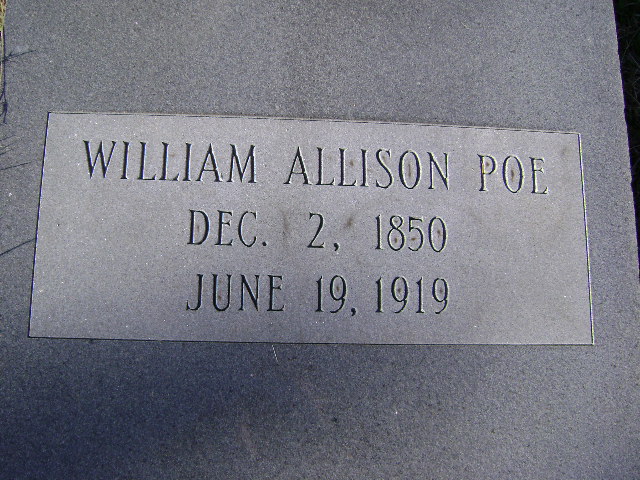 WILLIAM ALLISON POE
DEC. 2, 1850
JUNE 19, 1919